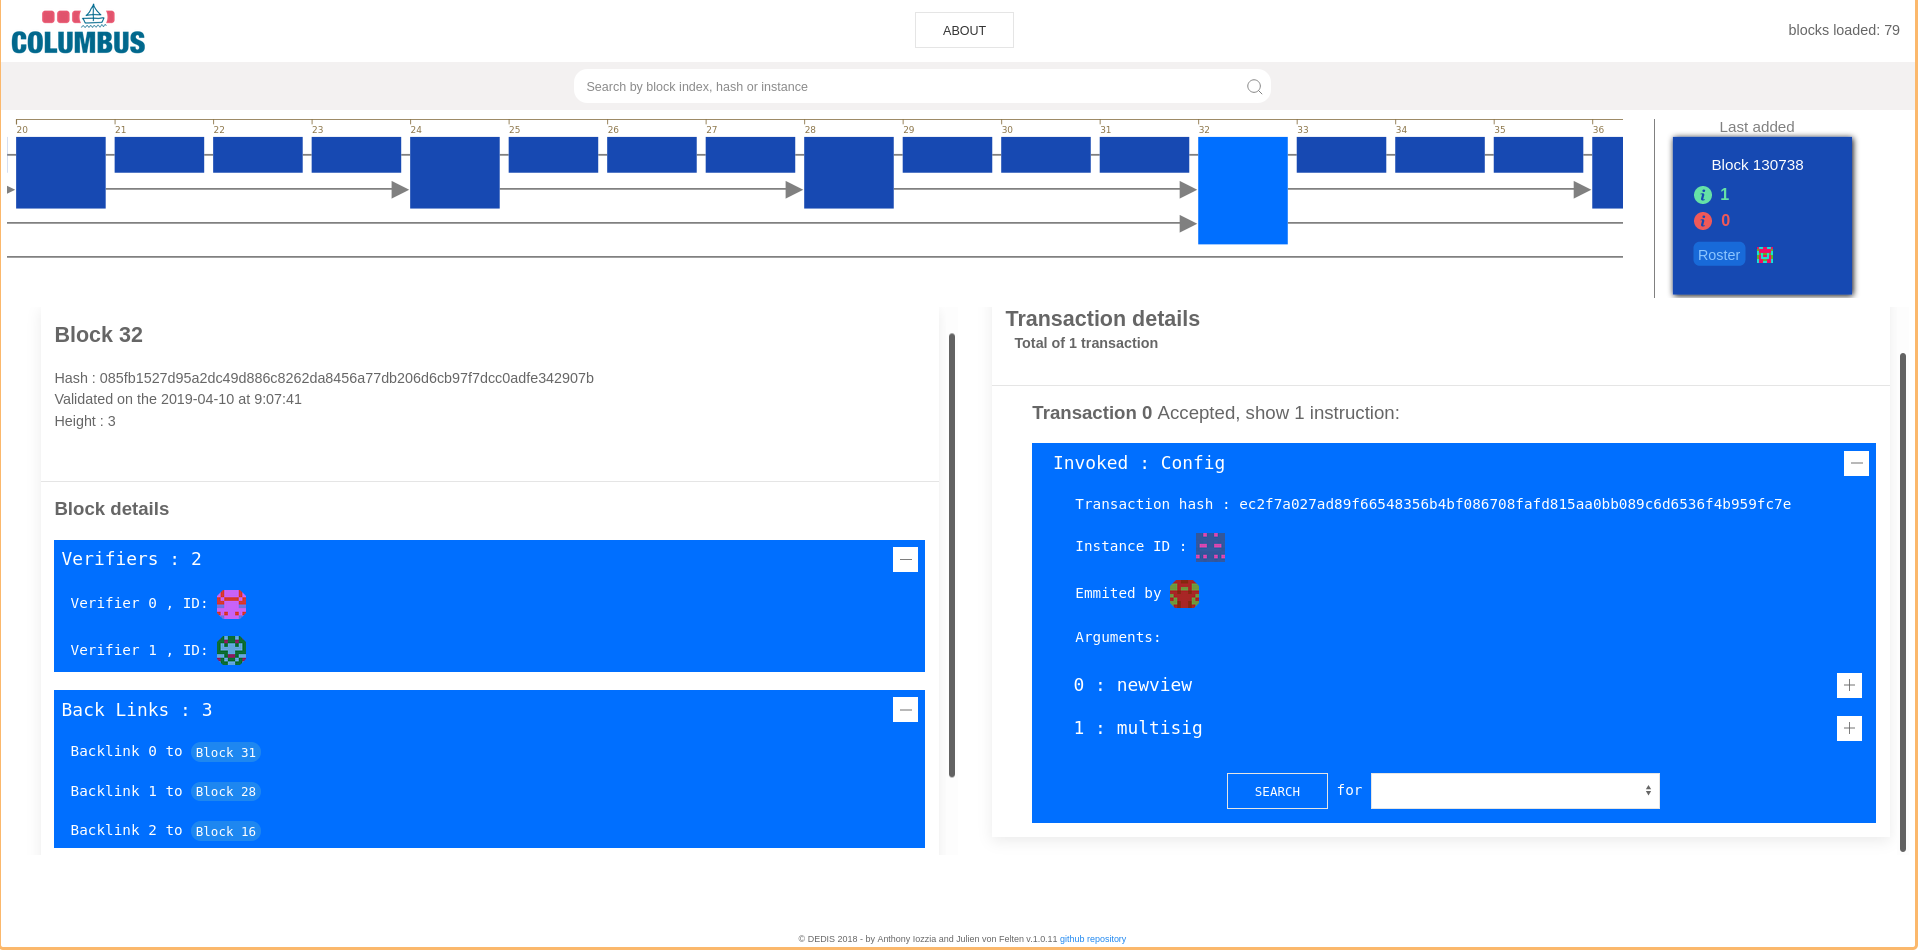 COLUMBUS
ABOUT
blocks loaded: 79
Search by block index, hash or instance
20 21 22 23 24 25 26 27 28 29 30 31 32 33 34 35 36
Last added
Block 130738
1
0
Roster
Block 32
Hash : 085fb1527d95a2dc49d886c8262da8456a77db206d6cb97f7dcc0adfe342907b
Validated on the 2019-04-10 at 9:07:41
Height : 3
Block details
Verifiers : 2
Verifier 0 , ID:
Verifier 1 , ID:
Back Links : 3
Backlink 0 to Block 31
Backlink 1 to Block 28
Backlink 2 to Block 16
Transaction details
Total of 1 transaction
Transaction 0 Accepted, show 1 instruction:
Invoked : Config
Transaction hash : ec2f7a027ad89f66548356b4bf086708fafd815aa0bb089c6d6536f4b959fc7e
Instance ID :
Emmited by
Arguments:
0 : newview
1 : multisig
SEARCH for
© DEDIS 2018 - by Anthony Iozzia and Julien von Felten v.1.0.11 github repository